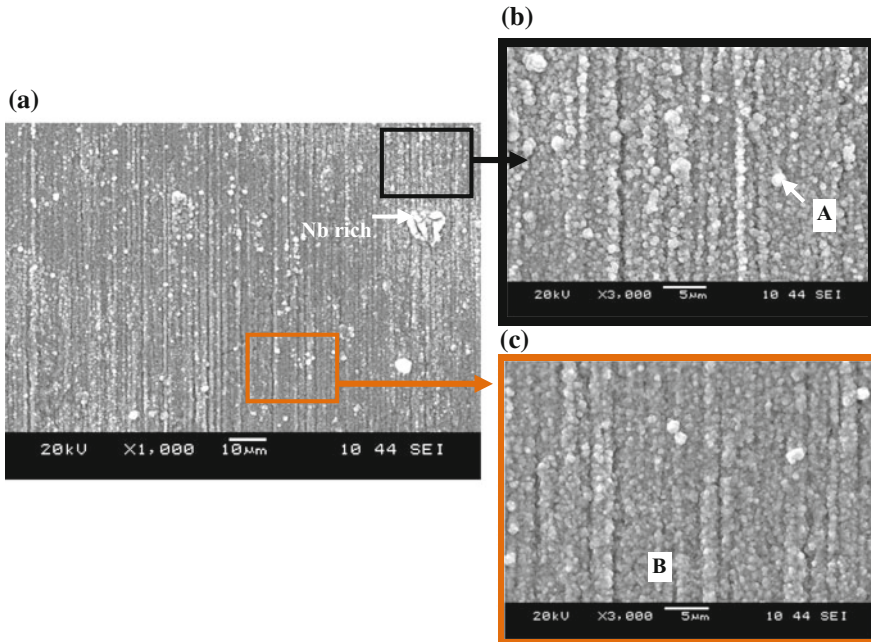 (a)
Nb rich
20kV X1,000 10μm 10 44 SEI
(b)
A
20kV X3,000 5μm 10 44 SEI
(c)
B
20kV X3,000 5μm 10 44 SEI